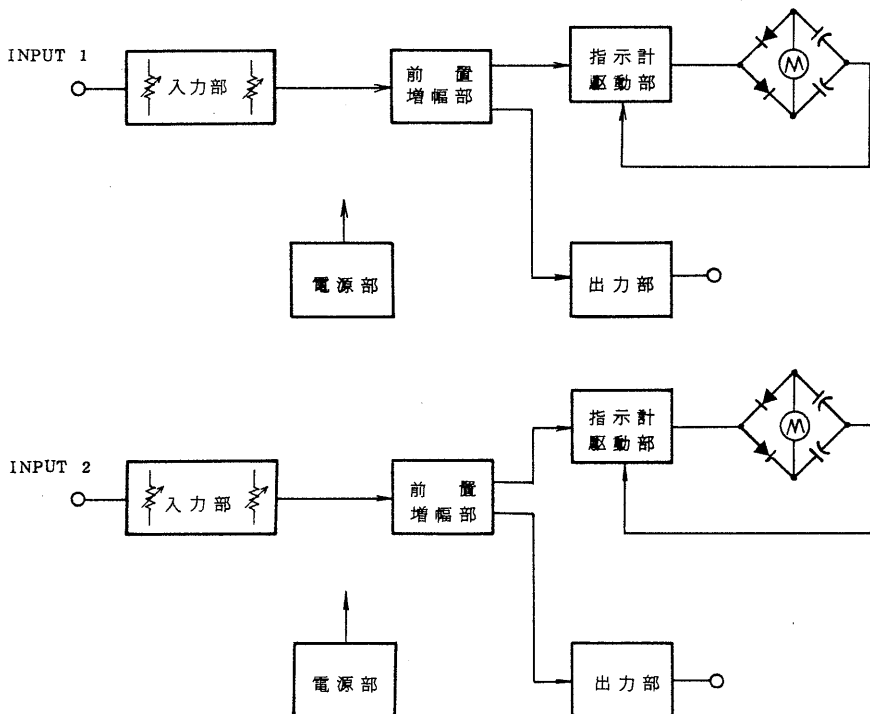 INPUT 1
入力部
前置
増幅部
指示計
駆動部
M
電源部
出力部
INPUT 2
入力部
前置
増幅部
指示計
駆動部
M
電源部
出力部